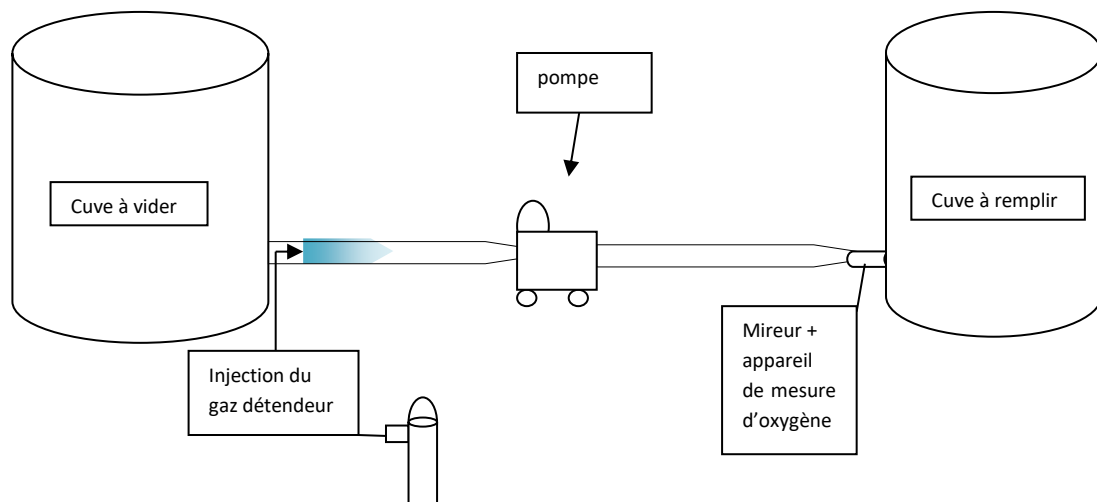 pompe
Cuve à vider
Cuve à remplir
Injection du
gaz détendeur
Mireur +
appareil
de mesure
d'oxygène